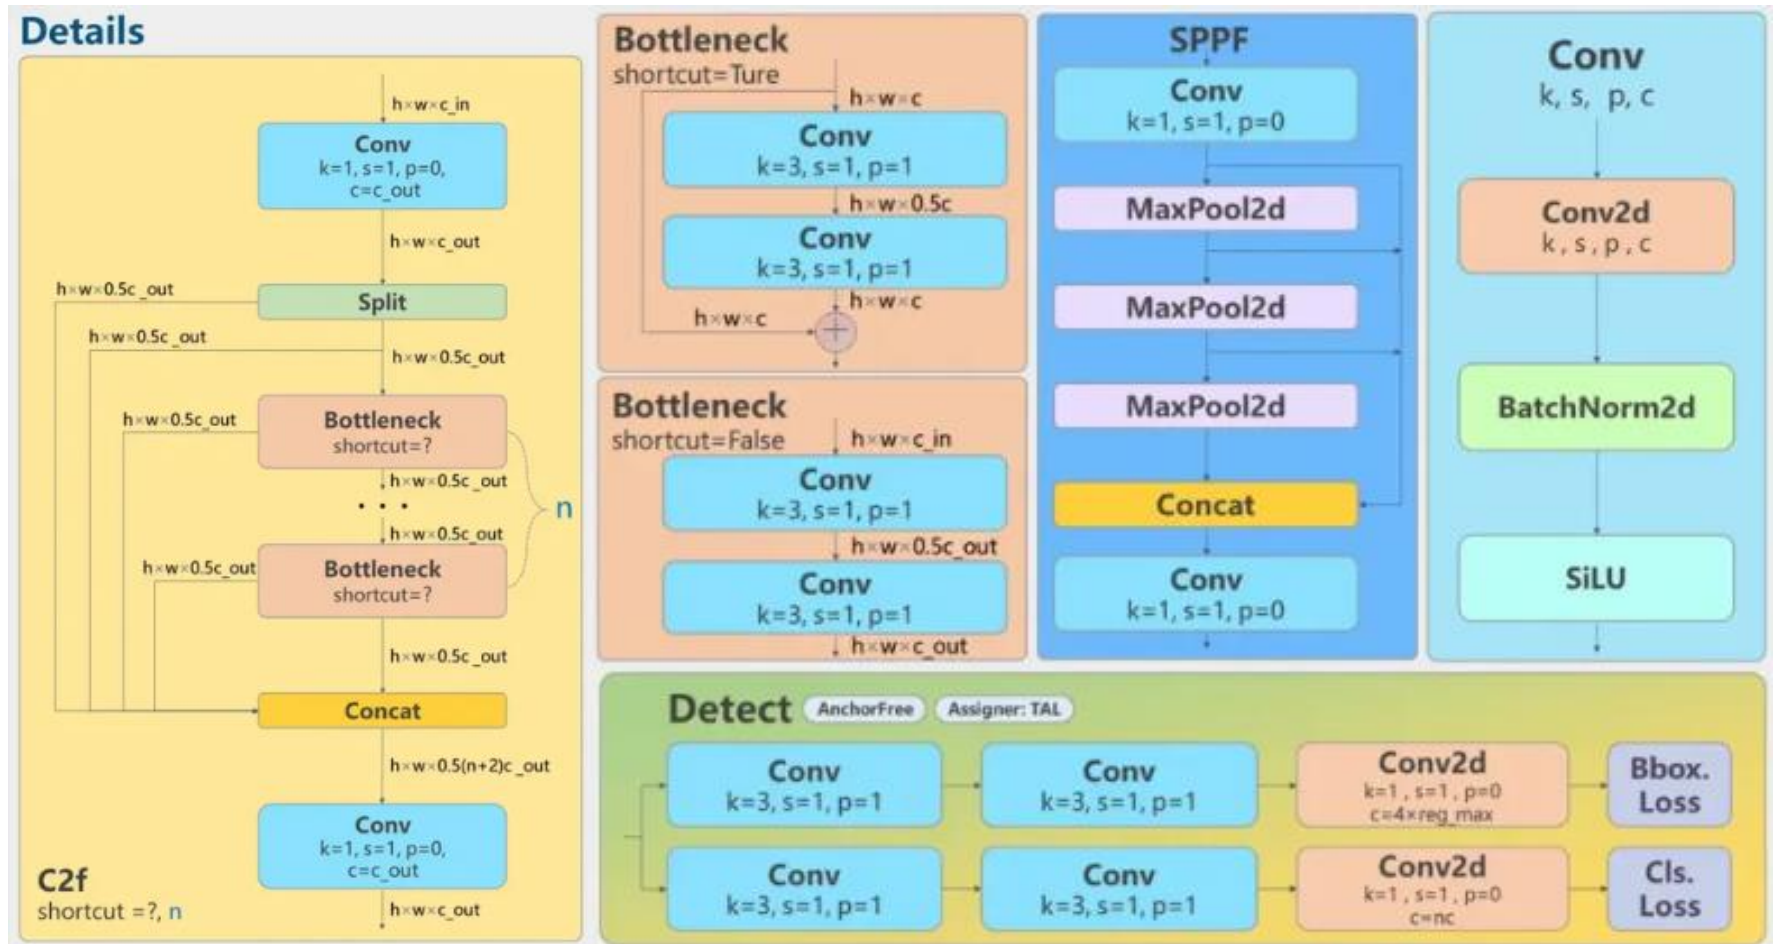 Details
h×w×c_in
Conv
k=1, s=1, p=0,
c=c_out
h×w×c_out
h×w×0.5c_out
Split
h×w×0.5c_out
h×w×0.5c_out
h×w×0.5c_out
Bottleneck
shortcut=?
h×w×0.5c_out
. . .
n
h×w×0.5c_out
h×w×0.5c_out
Bottleneck
shortcut=?
h×w×0.5c_out
Concat
h×w×0.5(n+2)c_out
Conv
k=1, s=1, p=0,
c=c_out
C2f
shortcut =?, n
h×w×c_out
Bottleneck
shortcut=Ture
h×w×c
Conv
k=3, s=1, p=1
h×w×0.5c
Conv
k=3, s=1, p=1
h×w×c
h×w×c
+
Bottleneck
shortcut=False
h×w×c_in
Conv
k=3, s=1, p=1
h×w×0.5c_out
Conv
k=3, s=1, p=1
h×w×c_out
SPPF
Conv
k=1, s=1, p=0
MaxPool2d
MaxPool2d
MaxPool2d
Concat
Conv
k=1, s=1, p=0
Conv
k, s, p, c
Conv2d
k, s, p, c
BatchNorm2d
SiLU
Detect AnchorFree Assigner: TAL
Conv
k=3, s=1, p=1
Conv
k=3, s=1, p=1
Conv2d
k=1, s=1, p=0
c=4×reg_max
Bbox.
Loss
Conv
k=3, s=1, p=1
Conv
k=3, s=1, p=1
Conv2d
k=1, s=1, p=0
c=nc
Cls.
Loss